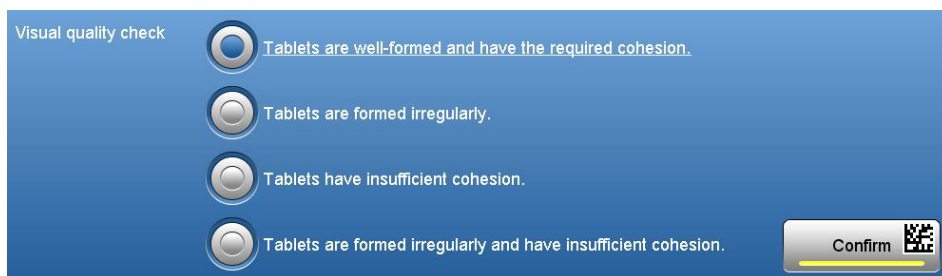 Visual quality check
Tablets are well-formed and have the required cohesion.
Tablets are formed irregularly.
Tablets have insufficient cohesion.
Tablets are formed irregularly and have insufficient cohesion.
Confirm